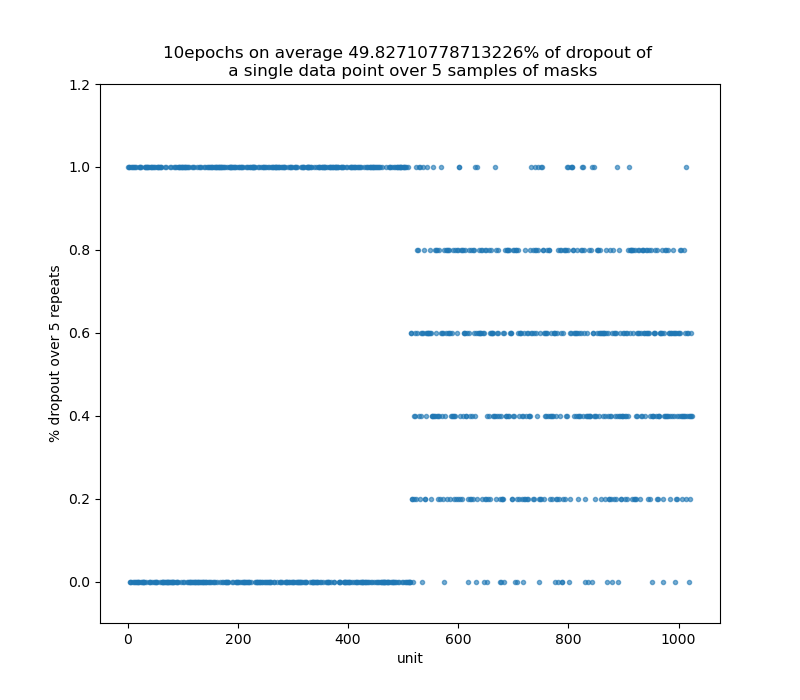 10epochs on average 49.82710778713226% of dropout of
a single data point over 5 samples of masks
1.2
1.0
0.8
0.6
0.4
0.2
0.0
% dropout over 5 repeats
0 200 400 600 800 1000
unit